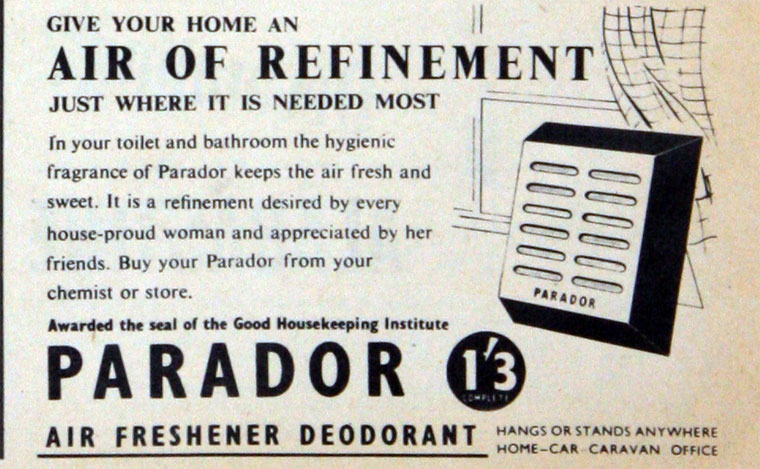 GIVE YOUR HOME AN
AIR OF REFINEMENT
JUST WHERE IT IS NEEDED MOST
In your toilet and bathroom the hygienic
fragrance of Parador keeps the air fresh and
sweet. It is a refinement desired by every
house-proud woman and appreciated by her
friends. Buy your Parador from your
chemist or store.
PARADOR
Awarded the seal of the Good Housekeeping Institute
PARADOR
1/3
COMPLETE
AIR FRESHENER DEODORANT
HANGS OR STANDS ANYWHERE
HOME–CAR CARAVAN OFFICE